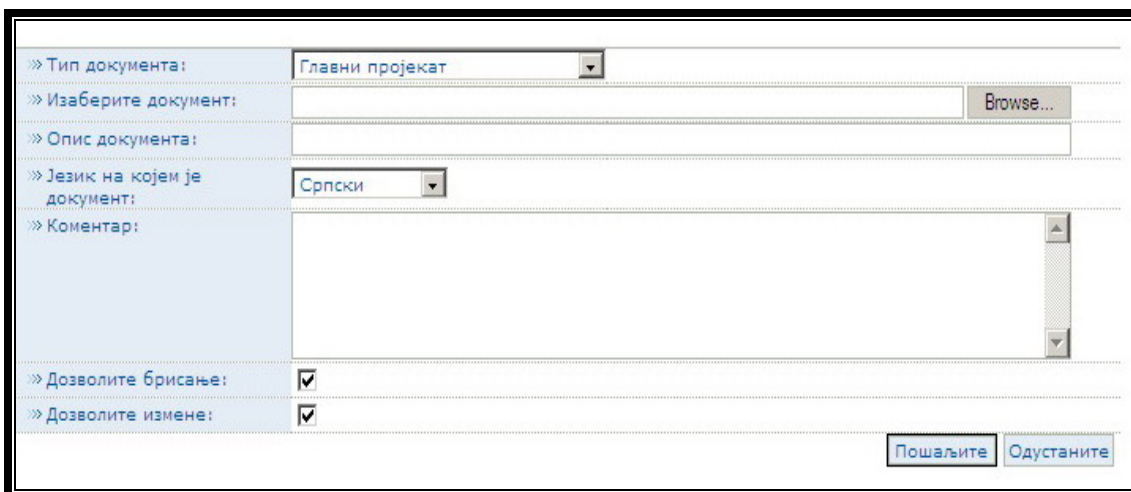 » Тип документа: Главни пројекат
» Изаберите документ: Browse...
» Опис документа:
» Језик на којем је
документ: Српски
» Коментар:
» Дозволите брисање:
» Дозволите измене:
Пошаљите Одустаните